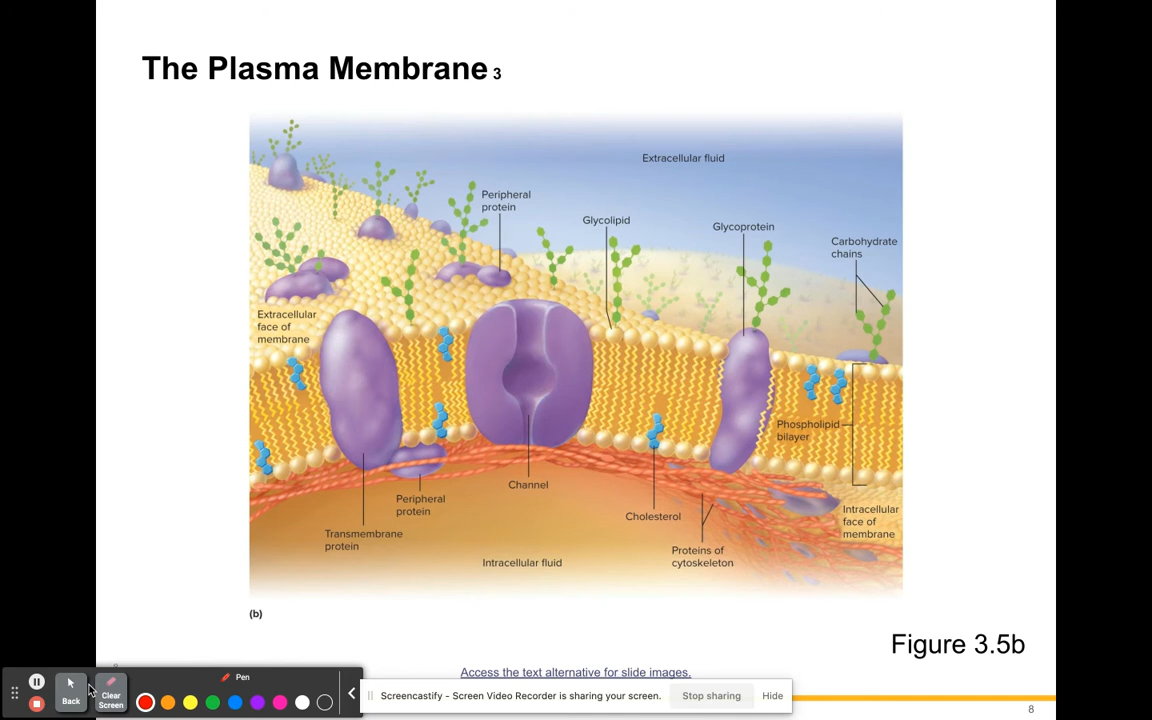 The Plasma Membrane 3
Extracellular fluid
Peripheral
protein
Glycolipid
Glycoprotein
Carbohydrate
chains
Extracellular
face of
membrane
Phospholipid
bilayer
Channel
Peripheral
protein
Cholesterol
Intracellular
face of
membrane
Transmembrane
protein
Proteins of
cytoskeleton
Intracellular fluid
(b)
Figure 3.5b
Access the text alternative for slide images.
Pen
Back
Clear
Screen
Screencastify - Screen Video Recorder is sharing your screen.
Stop sharing
Hide
8